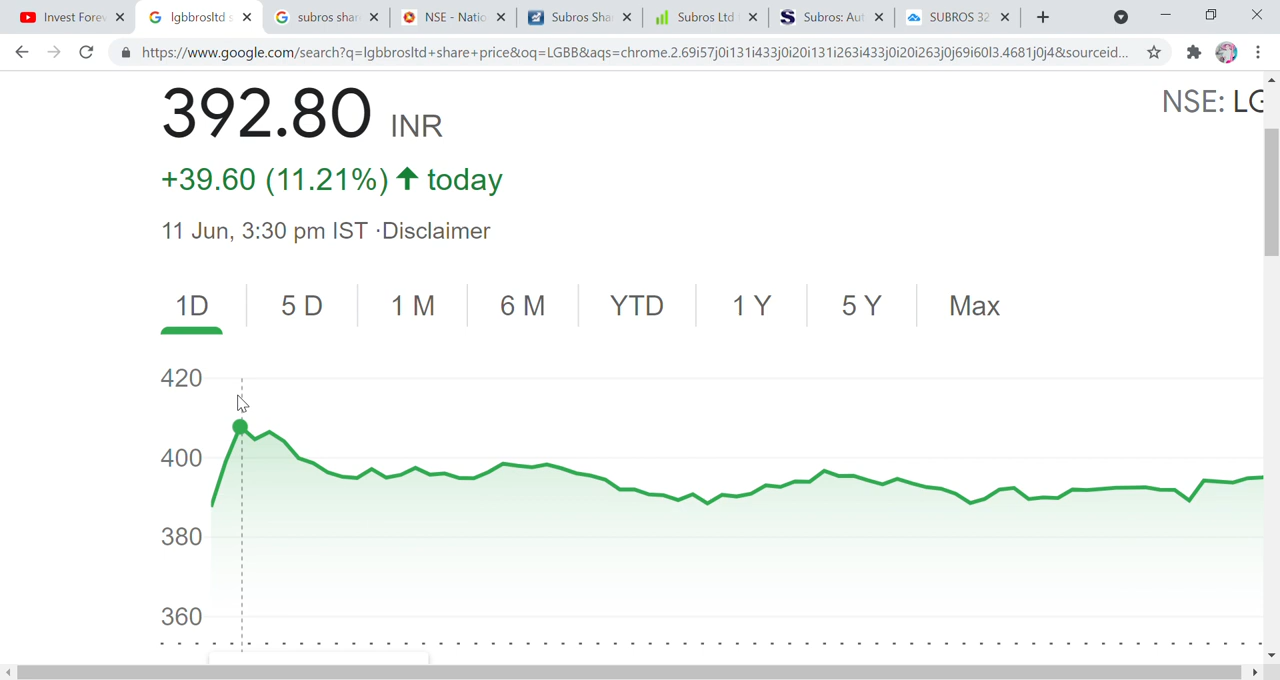 Invest Forev
lgbbrosltd s
subros shar
NSE - Natio
Subros Sha
Subros Ltd
Subros: Aut
SUBROS 32
https://www.google.com/search?q=lgbbrosltd+share+price&oq=LGBB&aqs=chrome.2.69i57j0i131i433j0i20i131i263i433j0i20i263j0j69i60l3.4681j0j4&sourceid...
392.80 INR
NSE: LG
+39.60 (11.21%) today
11 Jun, 3:30 pm IST ·Disclaimer
1D 5 D 1 M 6 M YTD 1 Y 5 Y Max
420
400
380
360